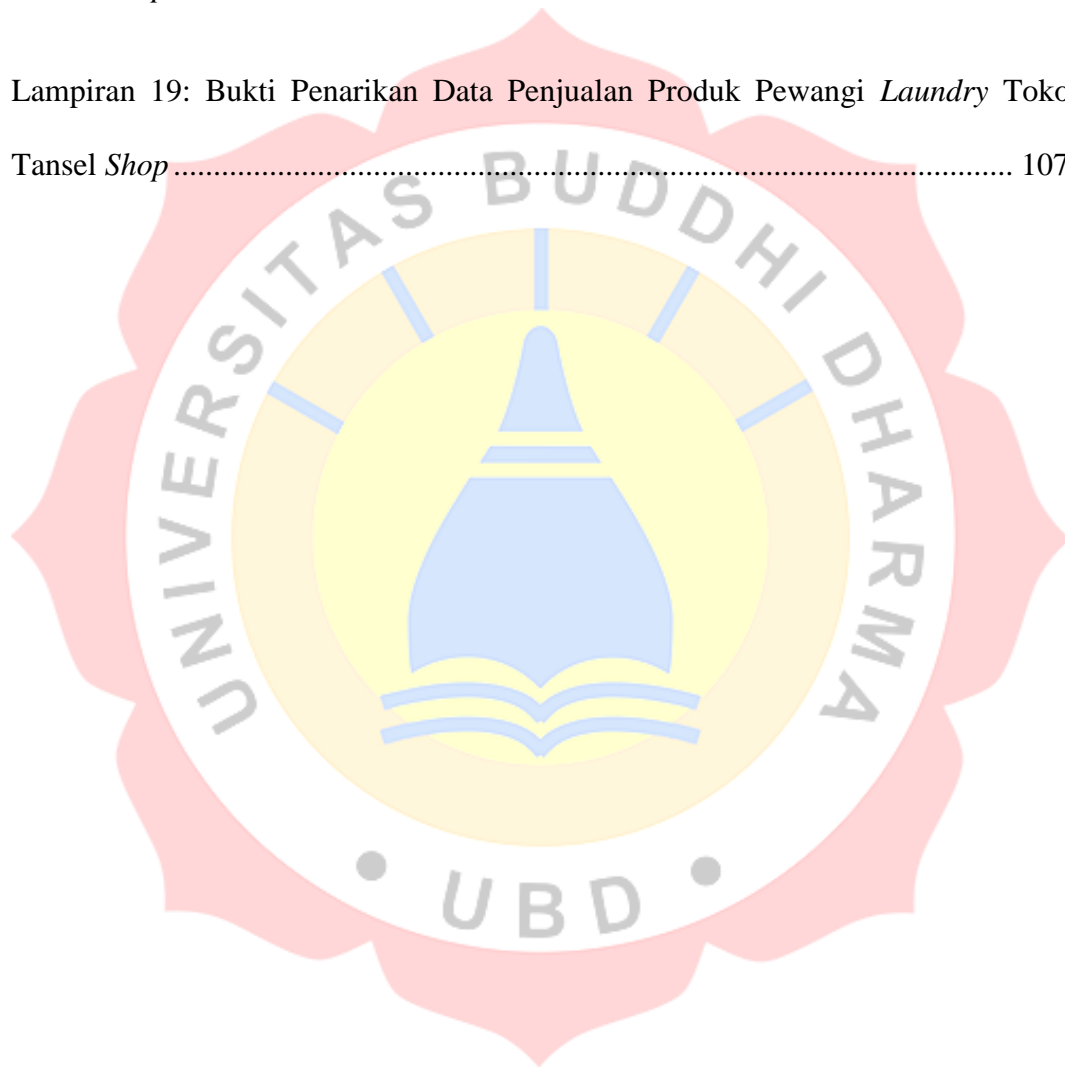 Lampiran 19: Bukti Penarikan Data Penjualan Produk Pewangi Laundry Toko
Tansel Shop ........................................................................................................ 107
UNIVERSITAS BUDDHI DHARMA
• UBD •